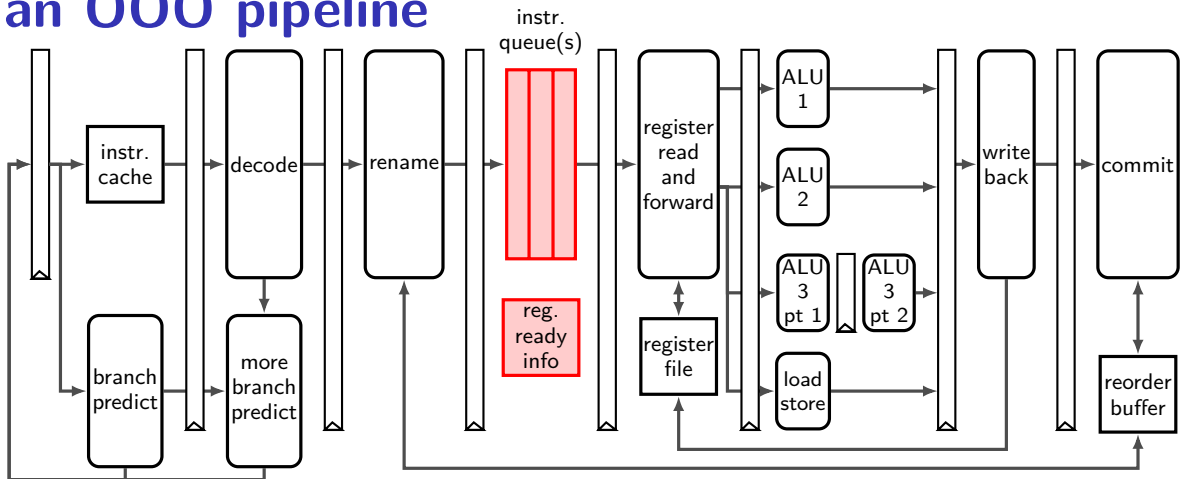 an OOO pipeline
instr.
queue(s)
instr.
cache
decode
rename
register
read
and
forward
ALU
1
ALU
2
ALU
3
pt 1
ALU
3
pt 2
load
store
write
back
commit
branch
predict
more
branch
predict
reg.
ready
info
register
file
reorder
buffer